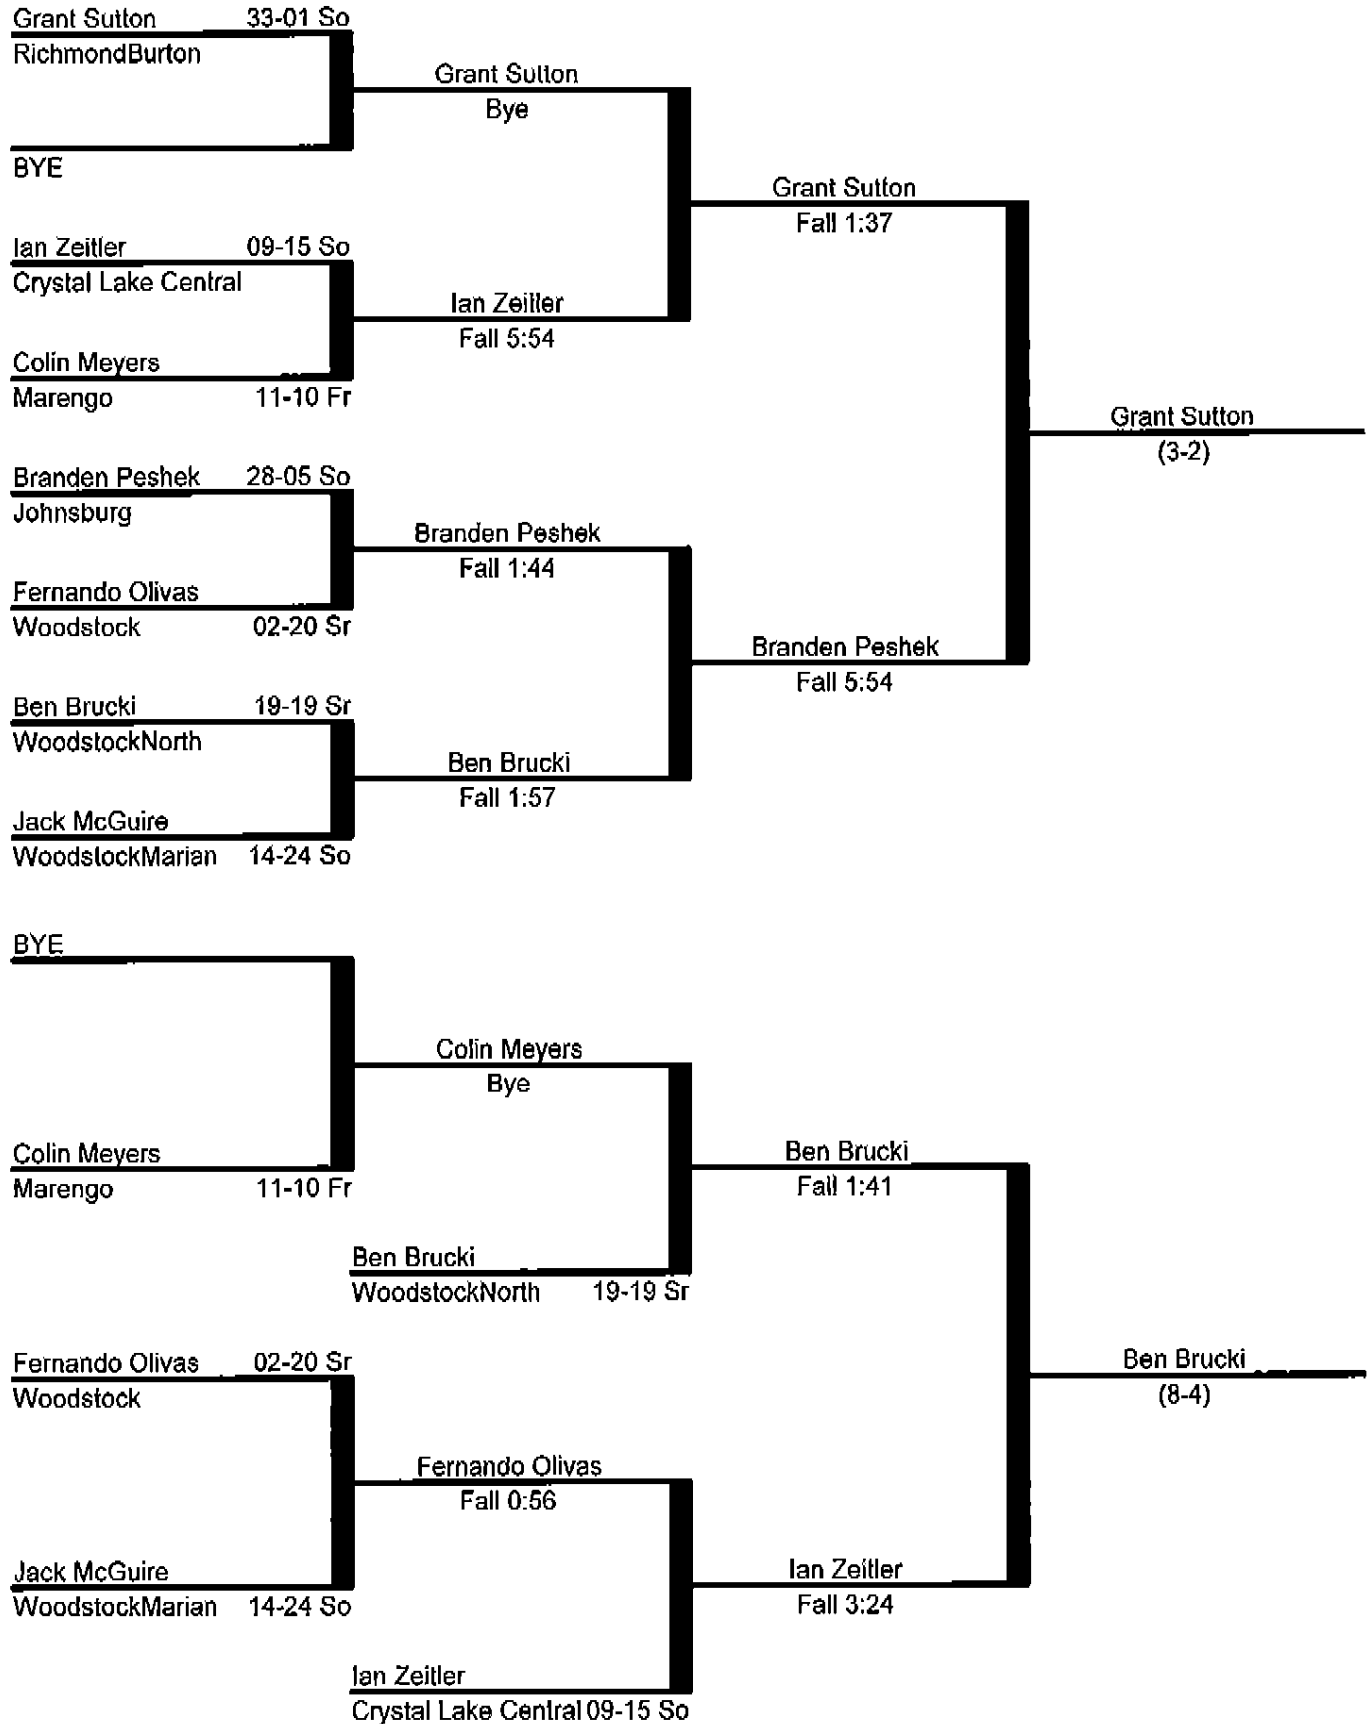 Grant Sutton 33-01 So
RichmondBurton
Grant Sutton
Bye
BYE
Grant Sutton
Fall 1:37
Ian Zeitler 09-15 So
Crystal Lake Central
Ian Zeitler
Fall 5:54
Colin Meyers
Marengo 11-10 Fr
Grant Sutton
(3-2)
Branden Peshek 28-05 So
Johnsburg
Branden Peshek
Fall 1:44
Fernando Olivas
Woodstock 02-20 Sr
Branden Peshek
Fall 5:54
Ben Brucki 19-19 Sr
WoodstockNorth
Ben Brucki
Fall 1:57
Jack McGuire
WoodstockMarian 14-24 So
BYE
Colin Meyers
Bye
Colin Meyers
Marengo 11-10 Fr
Ben Brucki
Fall 1:41
Ben Brucki
WoodstockNorth 19-19 Sr
Fernando Olivas 02-20 Sr
Woodstock
Ben Brucki
(8-4)
Fernando Olivas
Fall 0:56
Jack McGuire
WoodstockMarian 14-24 So
Ian Zeitler
Fall 3:24
Ian Zeitler
Crystal Lake Central 09-15 So